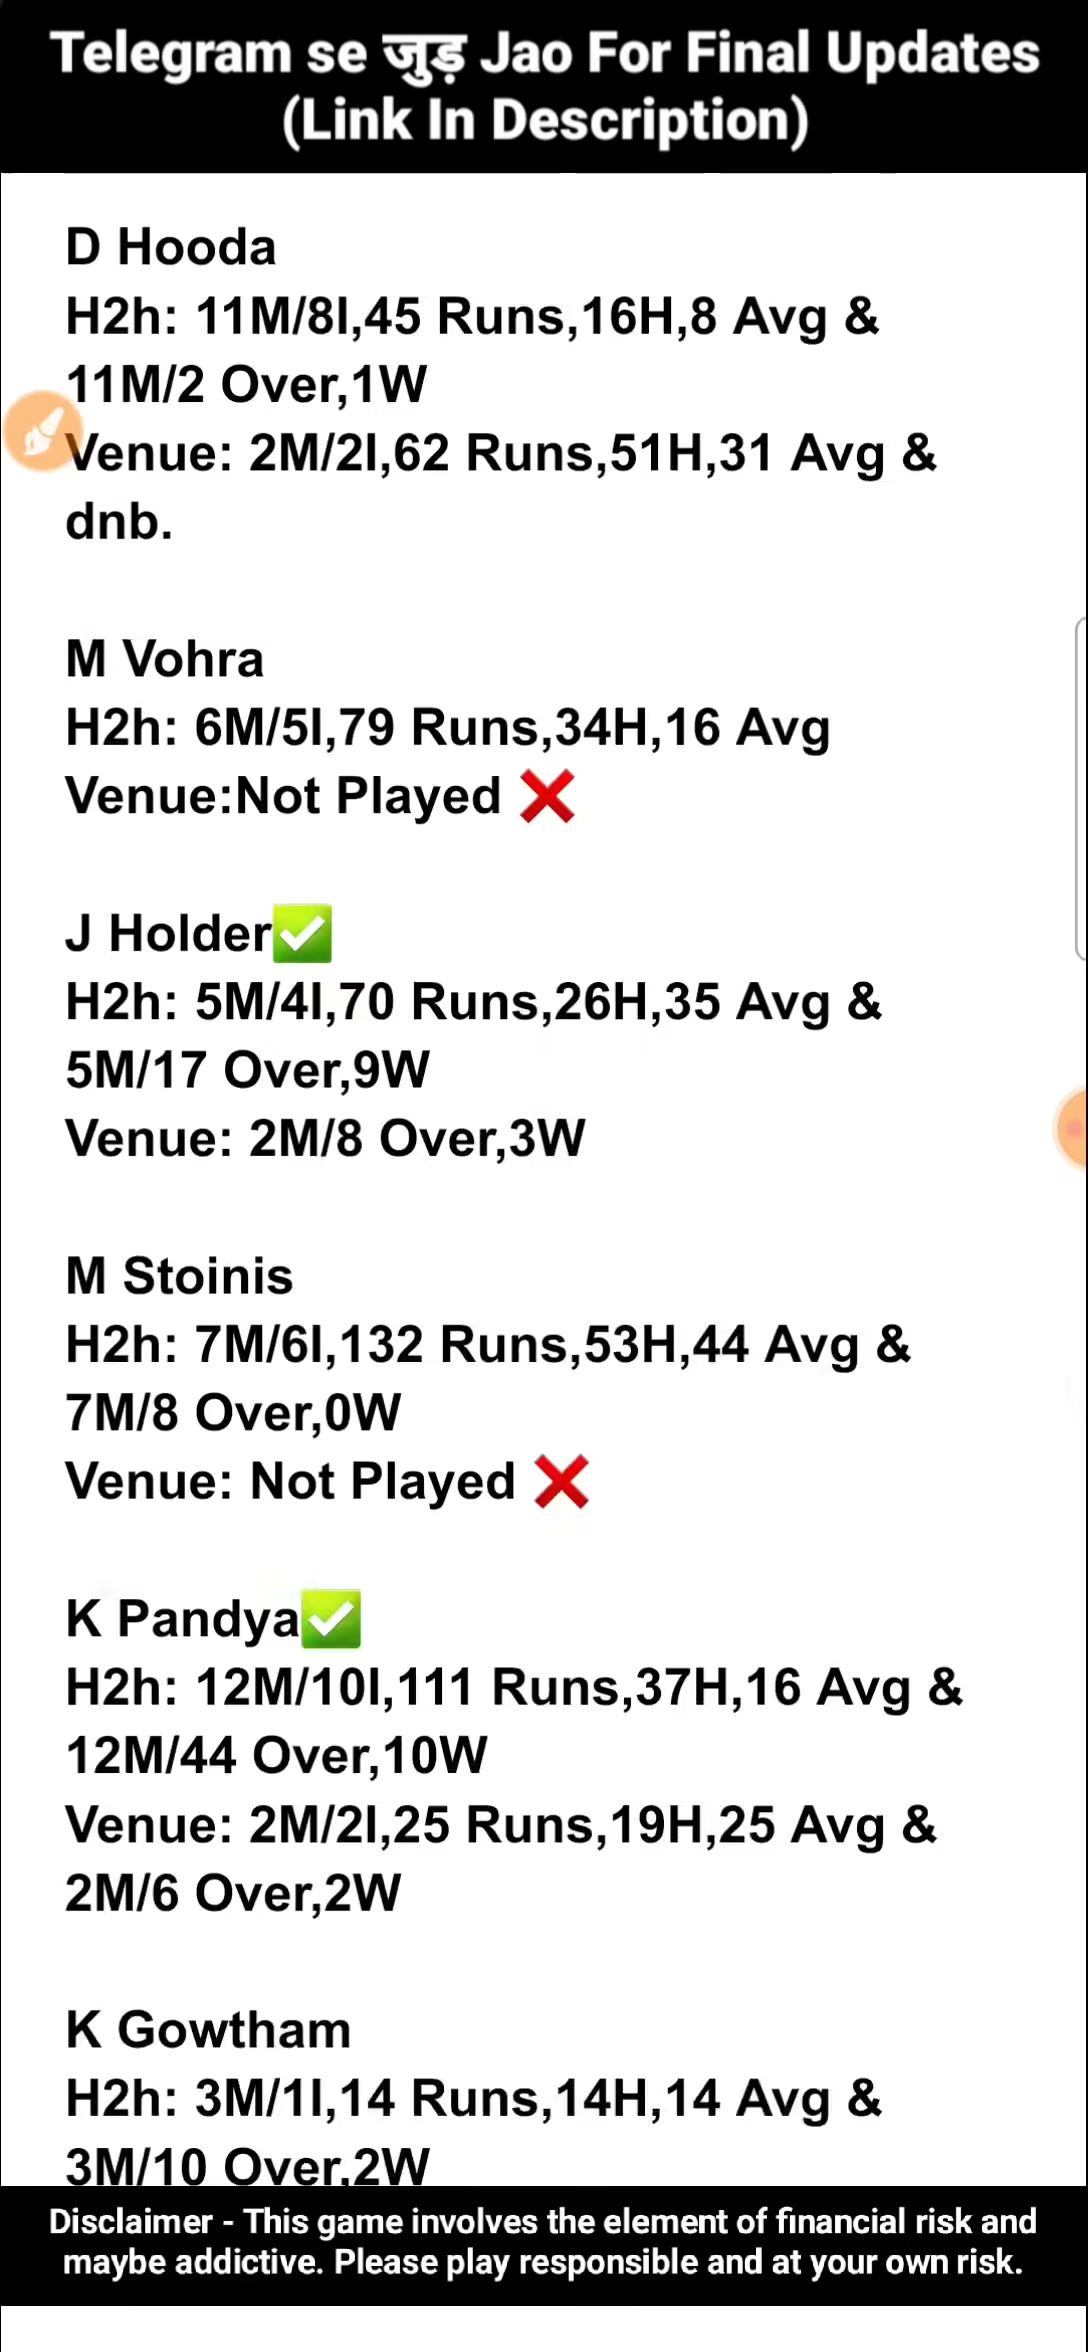 Telegram se जुड़ Jao For Final Updates
(Link In Description)
D Hooda
H2h: 11M/8I,45 Runs,16H,8 Avg &
11M/2 Over,1W
Venue: 2M/2I,62 Runs,51H,31 Avg &
dnb.
M Vohra
H2h: 6M/5I,79 Runs,34H,16 Avg
Venue:Not Played ❌
J Holder✅
H2h: 5M/4I,70 Runs,26H,35 Avg &
5M/17 Over,9W
Venue: 2M/8 Over,3W
M Stoinis
H2h: 7M/6I,132 Runs,53H,44 Avg &
7M/8 Over,0W
Venue: Not Played ❌
K Pandya✅
H2h: 12M/10I,111 Runs,37H,16 Avg &
12M/44 Over,10W
Venue: 2M/2I,25 Runs,19H,25 Avg &
2M/6 Over,2W
K Gowtham
H2h: 3M/1I,14 Runs,14H,14 Avg &
3M/10 Over,2W
Disclaimer - This game involves the element of financial risk and
maybe addictive. Please play responsible and at your own risk.